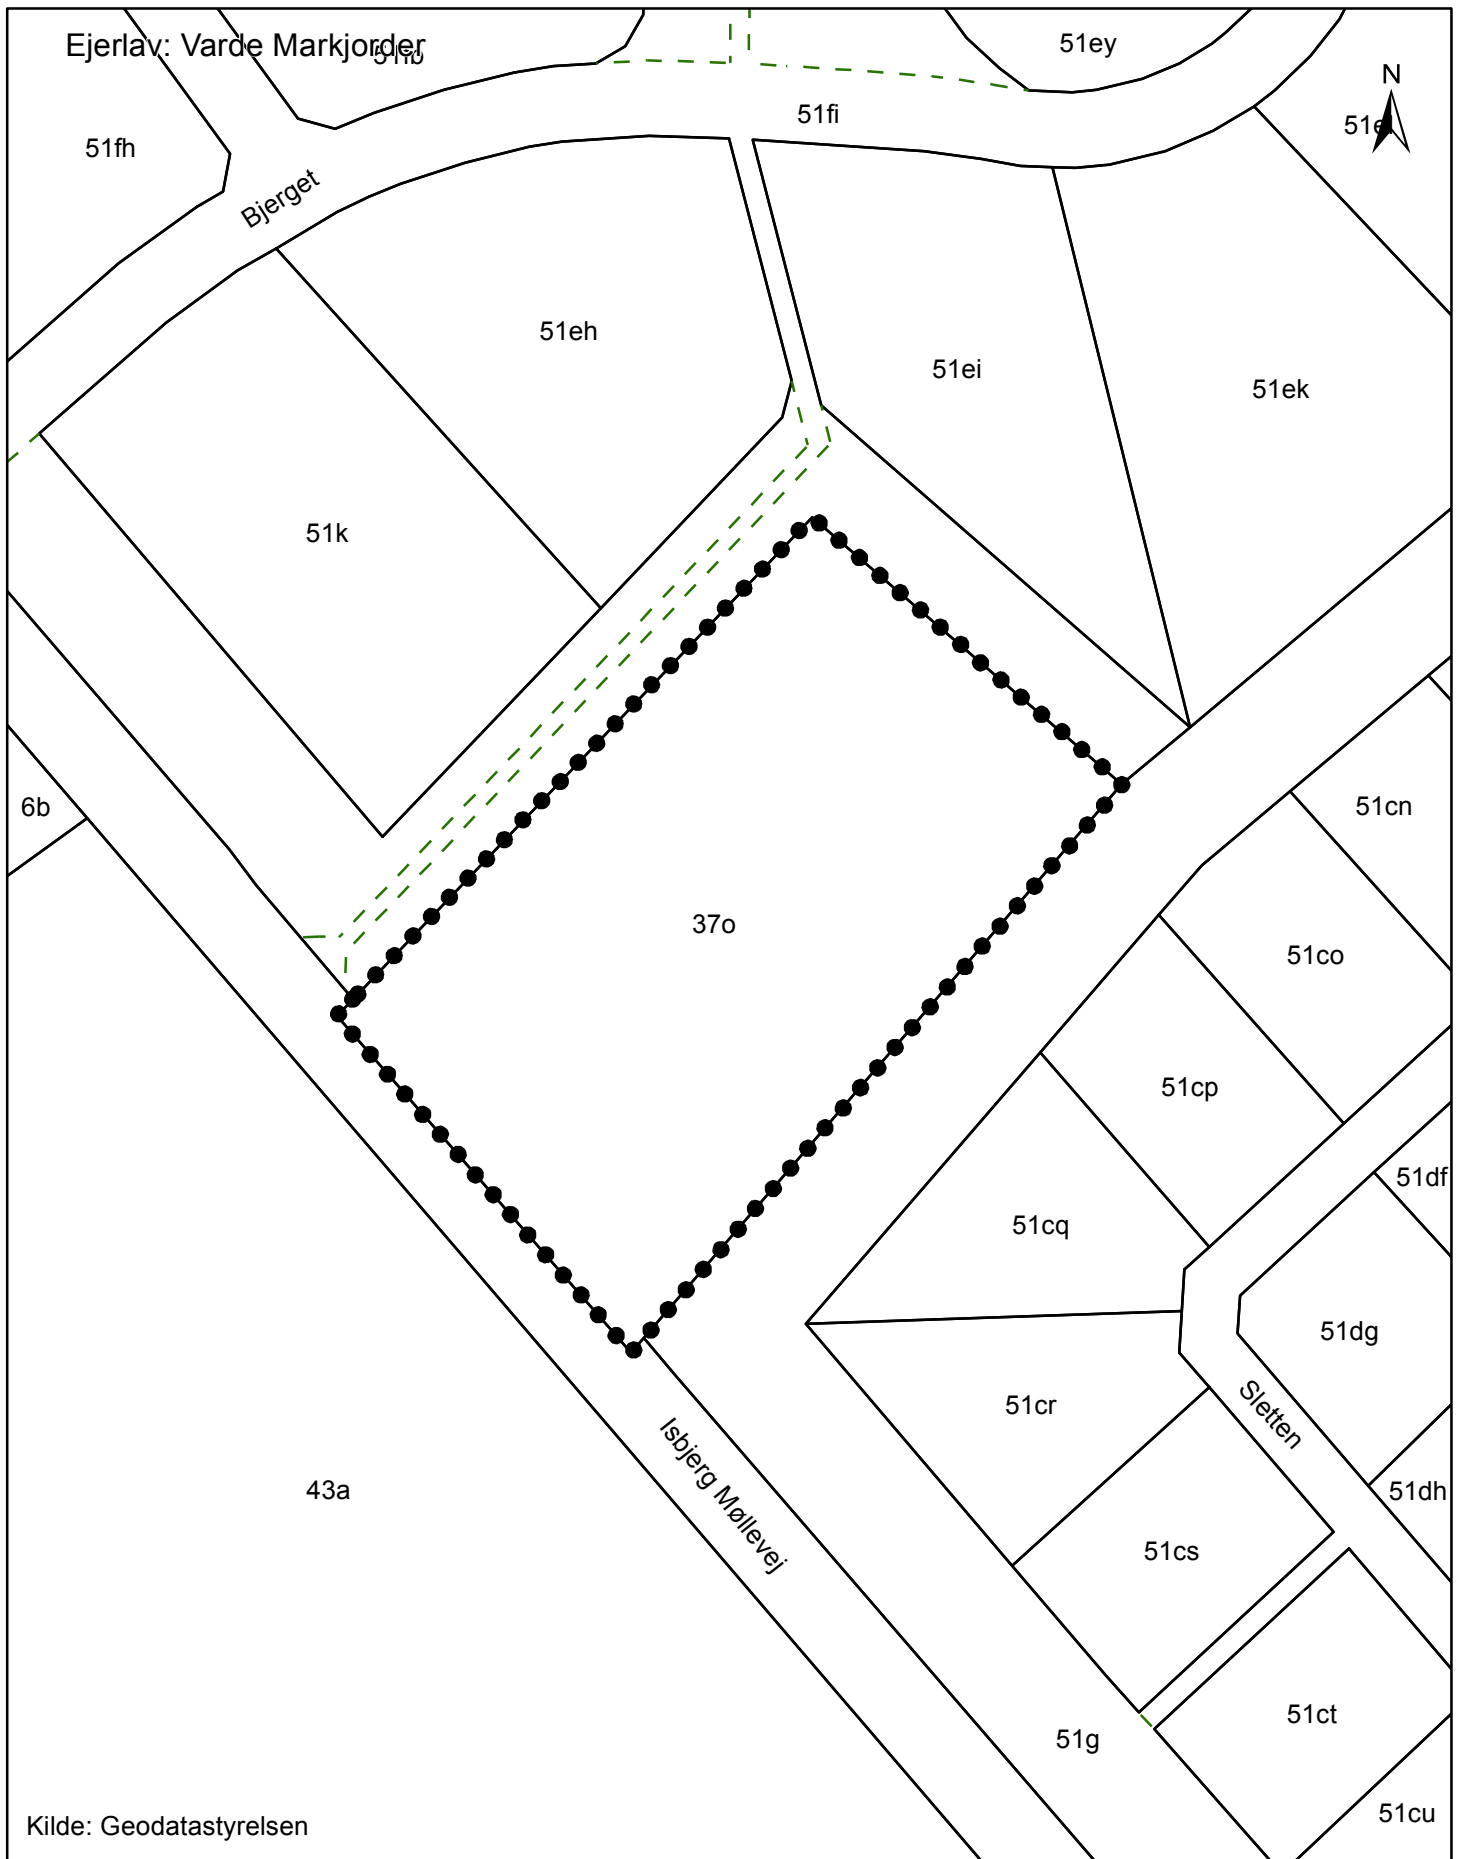 Ejerlav: Varde Markjorder
51ey
N
51fi
51fh
Bjerget
51eh
51ei
51ek
51k
6b
51cn
37o
51co
51cp
51df
51cq
51dg
51cr
Sletten
Isbjerg Møllevej
43a
51dh
51cs
51ct
51g
51cu
Kilde: Geodatastyrelsen